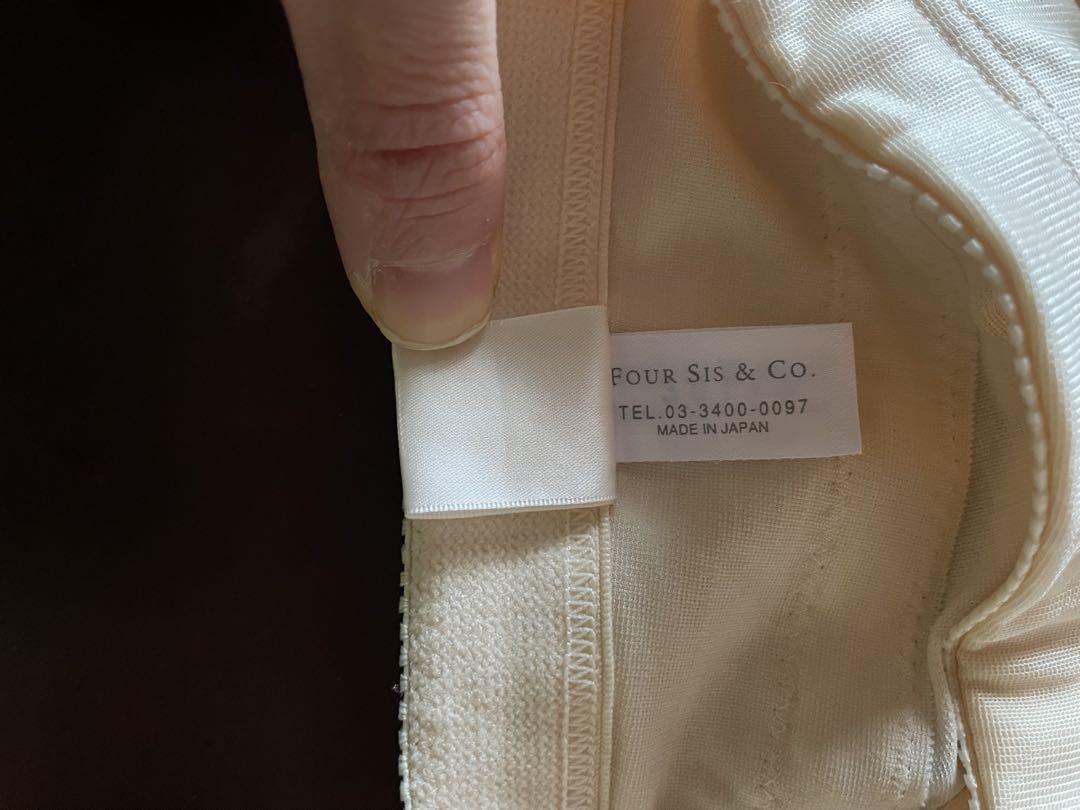 FOUR SIS & CO.
TEL.03-3400-0097
MADE IN JAPAN